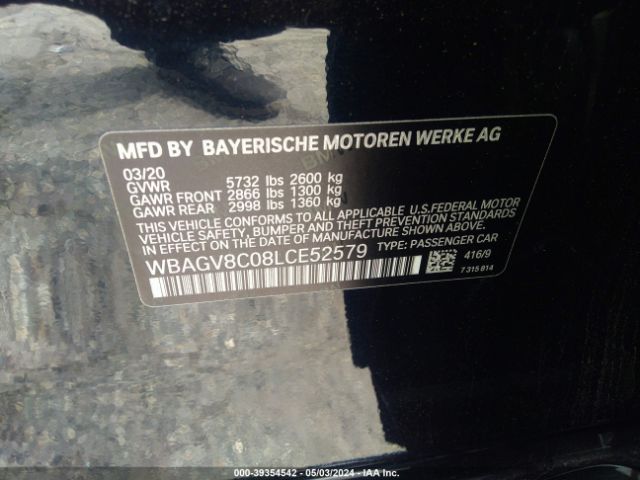 MFD BY BAYERISCHE MOTOREN WERKE AG
03/20
GVWR 5732 lbs 2600 kg
GAWR FRONT 2866 lbs 1300 kg
GAWR REAR 2998 lbs 1360 kg
THIS VEHICLE CONFORMS TO ALL APPLICABLE U.S.FEDERAL MOTOR
VEHICLE SAFETY, BUMPER AND THEFT PREVENTION STANDARDS
IN EFFECT ON THE DATE OF MANUFACTURE SHOWN ABOVE.
WBAGV8C08LCE52579 TYPE: PASSENGER CAR
416/9
7 315 814
000-39354542 - 05/03/2024 - IAA Inc.